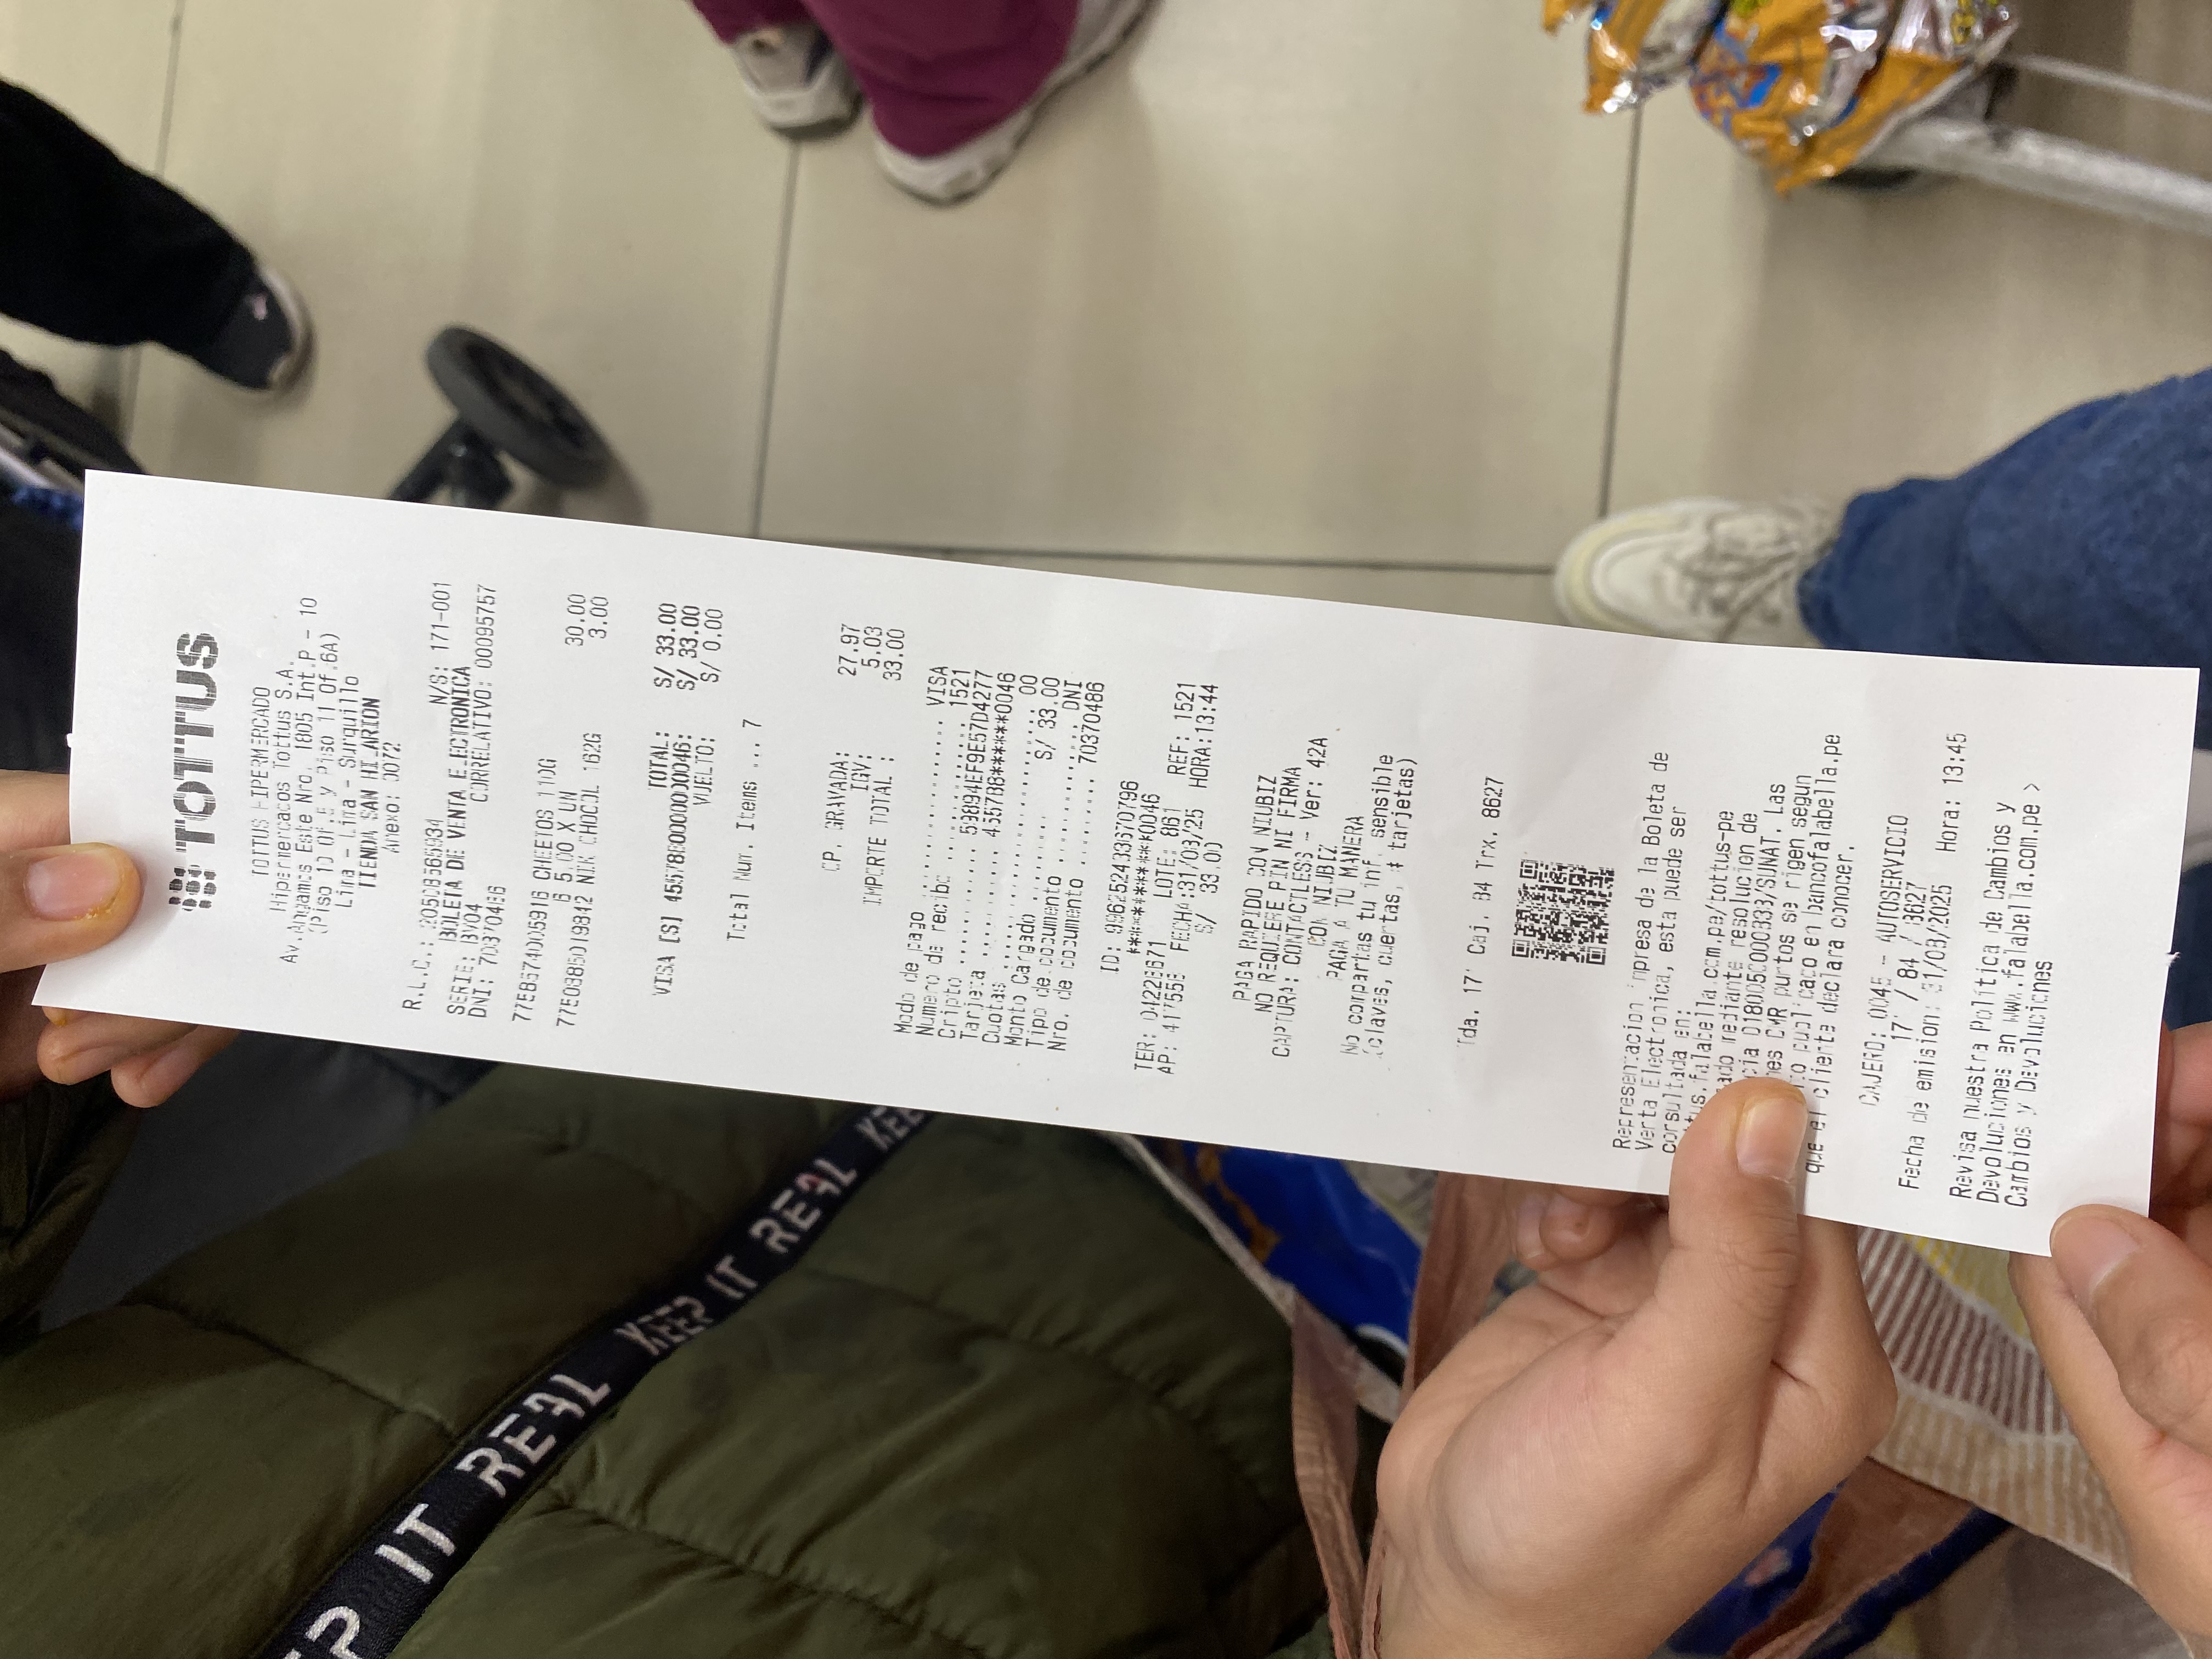 TOTTUS
TOTTUS HIPERMERCADO
Hipermercados Tottus S.A.
Av.Angamos Este Nro. 1805 Int.P - 10
(Piso 10 Of.5 y Piso 11 Of.6A)
Lima - Lima - Surquillo
TIENDA SAN HILARION
Anexo: 0072
R.U.C.: 20508565934 N/S: 171-001
BOLETA DE VENTA ELECTRONICA
SERIE: BV04 CORRELATIVO: 00095757
DNI: 70370486
CHEETOS 110G
6 5.00 X UN 30.00
NIK CHOCOL 162G 3.00
TOTAL: S/ 33.00
VISA [S] 4557880000000046: S/ 33.00
VUELTO: S/ 0.00
Total Num. Items ... 7
OP. GRAVADA: 27.97
IGV: 5.03
IMPORTE TOTAL : 33.00
Modo de pago ................. VISA
Numero de recibo .............. 1521
Cripto ............ 59894EF9E57D4277
Tarjeta ........... 455788******0046
Cuotas ......................... 00
Monto Cargado ......... S/ 33.00
Tipo de documento ............. DNI
Nro. de documento ......... 70370486
ID: 996252433670796
************0046
TER: 04228671 LOTE: 861 REF: 1521
AP: FECHA:31/08/25 HORA:13:44
S/ 33.00
PAGA RAPIDO CON NIUBIZ
NO REQUIERE PIN NI FIRMA
CAPTURA: CONTACTLESS - Ver: 42A
CON NIUBIZ
PAGA A TU MANERA
No compartas tu inf. sensible
(claves, cuentas, # tarjetas)
Tda. 171 Caj. 84 Trx. 8627
Representacion impresa de la Boleta de
Venta Electronica, esta puede ser
consultada en:
tus.falabella.com.pe/tottus-pe
ado mediante resolucion de
cia 0180050000833/SUNAT. Las
nes CMR puntos se rigen segun
to publicado en bancofalabella.pe
que el cliente declara conocer.
CAJERO: 0045 - AUTOSERVICIO
171 / 84 / 8627
Fecha de emision: 31/08/2025 Hora: 13:45
Revisa nuestra Política de Cambios y
Devoluciones en www.falabella.com.pe >
Cambios y Devoluciones
P IT REAL KEEP IT REAL KEE